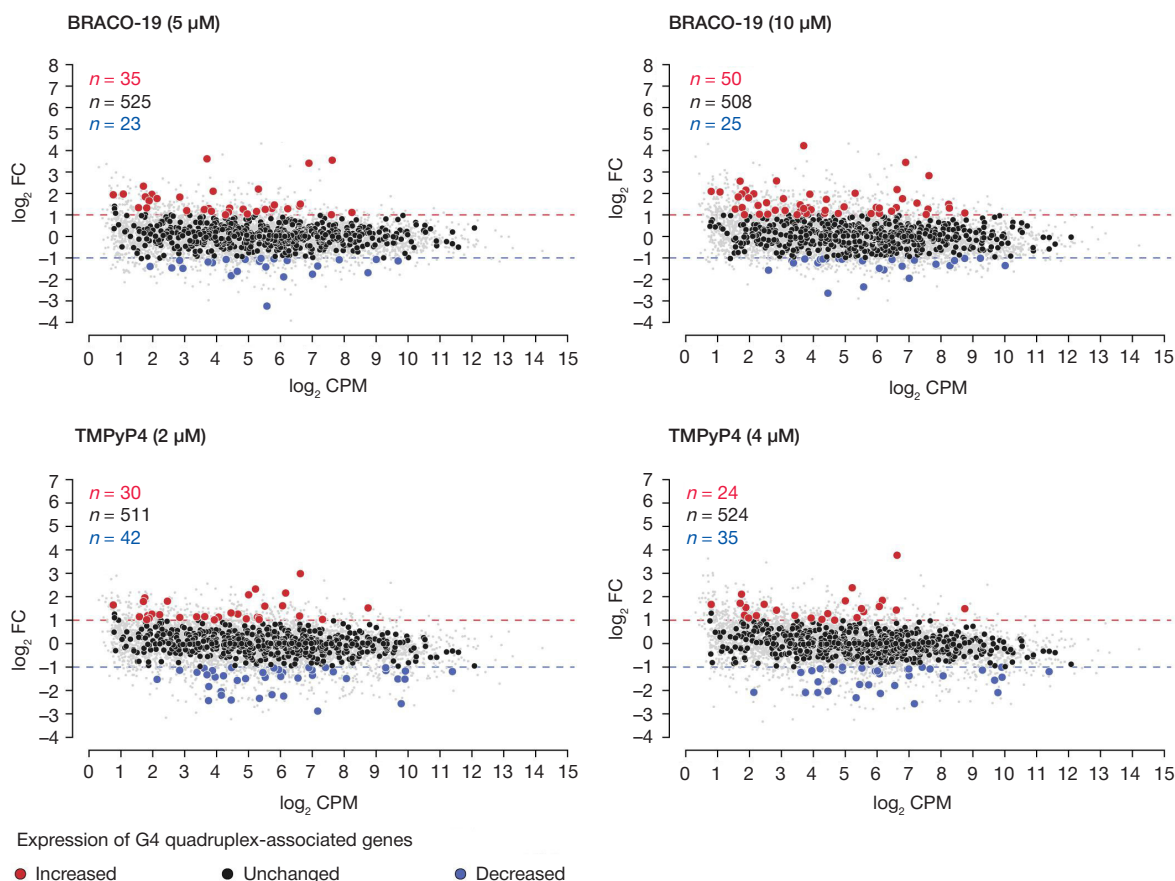 BRACO-19 (5 µM)
n = 35
n = 525
n = 23
log2 FC
8
7
6
5
4
3
2
1
0
−1
−2
−3
−4
0 1 2 3 4 5 6 7 8 9 10 11 12 13 14 15
log2 CPM
BRACO-19 (10 µM)
n = 50
n = 508
n = 25
log2 FC
8
7
6
5
4
3
2
1
0
−1
−2
−3
−4
0 1 2 3 4 5 6 7 8 9 10 11 12 13 14 15
log2 CPM
TMPyP4 (2 µM)
n = 30
n = 511
n = 42
log2 FC
7
6
5
4
3
2
1
0
−1
−2
−3
−4
0 1 2 3 4 5 6 7 8 9 10 11 12 13 14 15
log2 CPM
TMPyP4 (4 µM)
n = 24
n = 524
n = 35
log2 FC
7
6
5
4
3
2
1
0
−1
−2
−3
−4
0 1 2 3 4 5 6 7 8 9 10 11 12 13 14 15
log2 CPM
Expression of G4 quadruplex-associated genes
Increased Unchanged Decreased